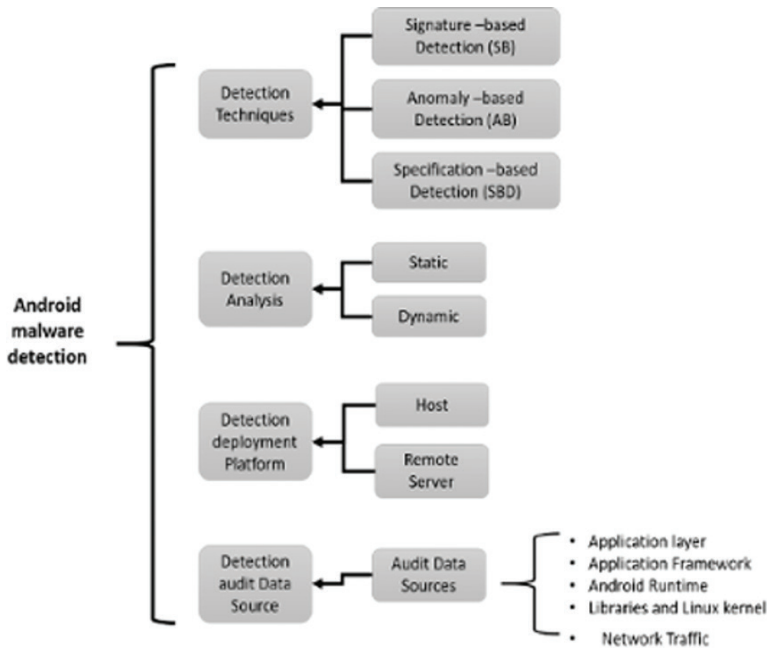 Android
malware
detection
Detection
Techniques
Signature –based
Detection (SB)
Anomaly –based
Detection (AB)
Specification –based
Detection (SBD)
Detection
Analysis
Static
Dynamic
Detection
deployment
Platform
Host
Remote
Server
Detection
audit Data
Source
Audit Data
Sources
• Application layer
• Application Framework
• Android Runtime
• Libraries and Linux kernel
• Network Traffic